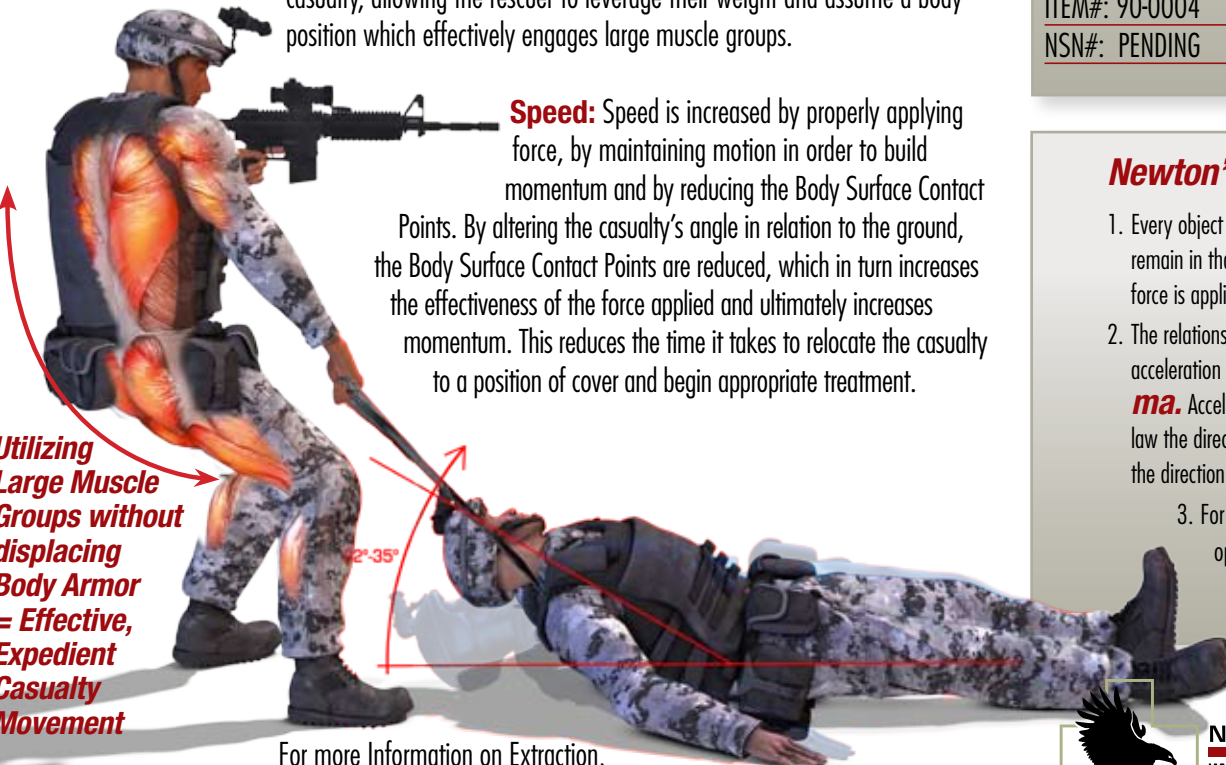 casualty, allowing the rescuer to leverage their weight and assume a body
position which effectively engages large muscle groups.
Speed: Speed is increased by properly applying
force, by maintaining motion in order to build
momentum and by reducing the Body Surface Contact
Points. By altering the casualty's angle in relation to the ground,
the Body Surface Contact Points are reduced, which in turn increases
the effectiveness of the force applied and ultimately increases
momentum. This reduces the time it takes to relocate the casualty
to a position of cover and begin appropriate treatment.
Utilizing
Large Muscle
Groups without
displacing
Body Armor
= Effective,
Expedient
Casualty
Movement
2°-35°
For more Information on Extraction,
ITEM#: 90-0004
NSN#: PENDING
Newton'
1. Every object
remain in the
force is appli
2. The relations
acceleration
ma. Accel
law the direc
the direction
3. For
op
N